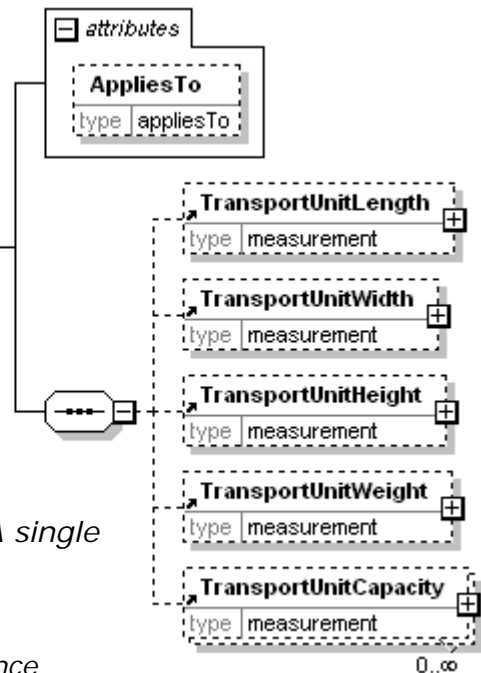 attributes
AppliesTo
type appliesTo
TransportUnitLength
type measurement
TransportUnitWidth
type measurement
TransportUnitHeight
type measurement
TransportUnitWeight
type measurement
A single
TransportUnitCapacity
type measurement
0..∞